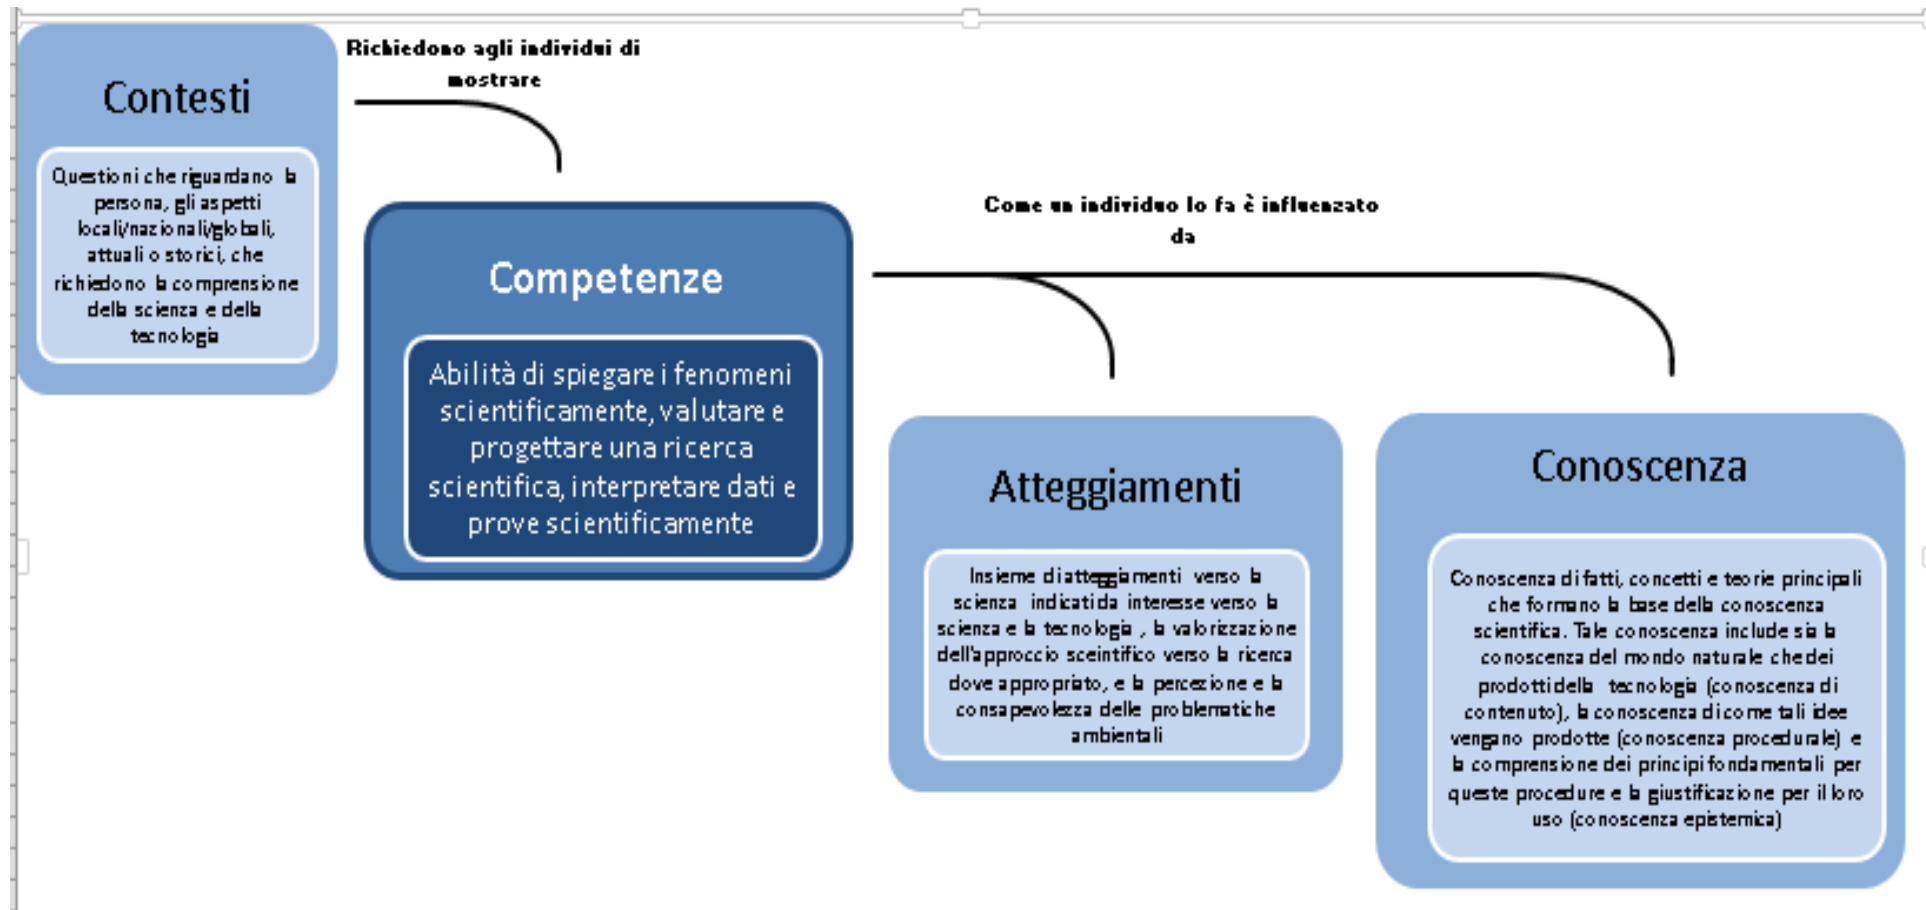 Contesti
Questioni che riguardano la
persona, gli aspetti
locali/nazionali/globali,
attuali o storici, che
richiedono la comprensione
della scienza e della
tecnologia
Richiedono agli individui di
mostrare
Competenze
Abilità di spiegare i fenomeni
scientificamente, valutare e
progettare una ricerca
scientifica, interpretare dati e
prove scientificamente
Come un individuo lo fa è influenzato
da
Atteggiamenti
Insieme di atteggiamenti verso la
scienza indicati da interesse verso la
scienza e la tecnologia , la valorizzazione
dell'approccio sceintifico verso la ricerca
dove appropriato, e la percezione e la
consapevolezza delle problematiche
ambientali
Conoscenza
Conoscenza di fatti, concetti e teorie principali
che formano la base della conoscenza
scientifica. Tale conoscenza include sia la
conoscenza del mondo naturale che dei
prodotti della tecnologia (conoscenza di
contenuto), la conoscenza di come tali idee
vengano prodotte (conoscenza procedurale) e
la comprensione dei principi fondamentali per
queste procedure e la giustificazione per il loro
uso (conoscenza epistemica)